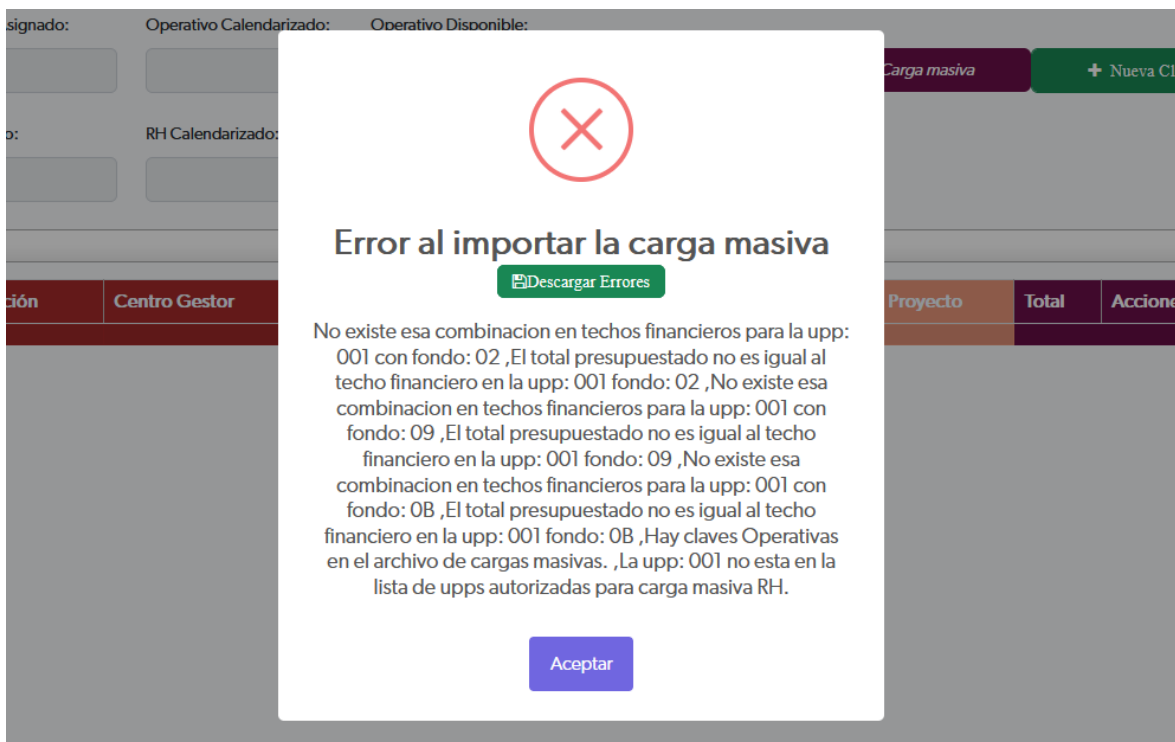 signado:
Operativo Calendarizado:
Operativo Disponible:
Carga masiva
+ Nueva Cl
o:
RH Calendarizado:
Error al importar la carga masiva
Descargar Errores
ción
Centro Gestor
Proyecto
Total
Accione
No existe esa combinacion en techos financieros para la upp:
001 con fondo: 02 ,El total presupuestado no es igual al
techo financiero en la upp: 001 fondo: 02 ,No existe esa
combinacion en techos financieros para la upp: 001 con
fondo: 09 ,El total presupuestado no es igual al techo
financiero en la upp: 001 fondo: 09 ,No existe esa
combinacion en techos financieros para la upp: 001 con
fondo: 0B ,El total presupuestado no es igual al techo
financiero en la upp: 001 fondo: 0B ,Hay claves Operativas
en el archivo de cargas masivas. ,La upp: 001 no esta en la
lista de upps autorizadas para carga masiva RH.
Aceptar